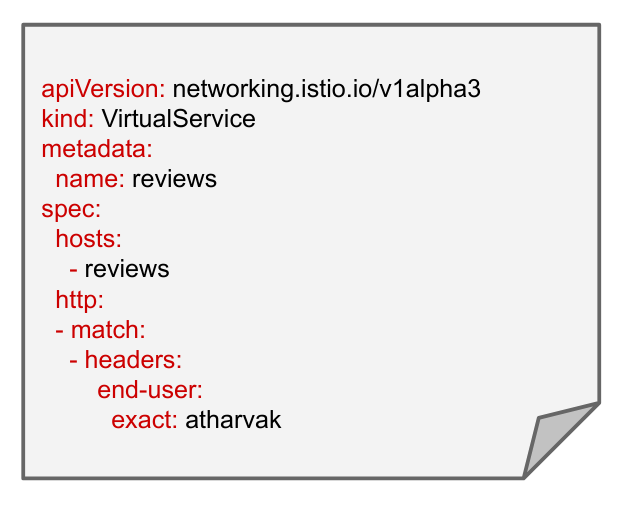 apiVersion: networking.istio.io/v1alpha3
kind: VirtualService
metadata:
  name: reviews
spec:
  hosts:
    - reviews
  http:
  - match:
    - headers:
        end-user:
          exact: atharvak